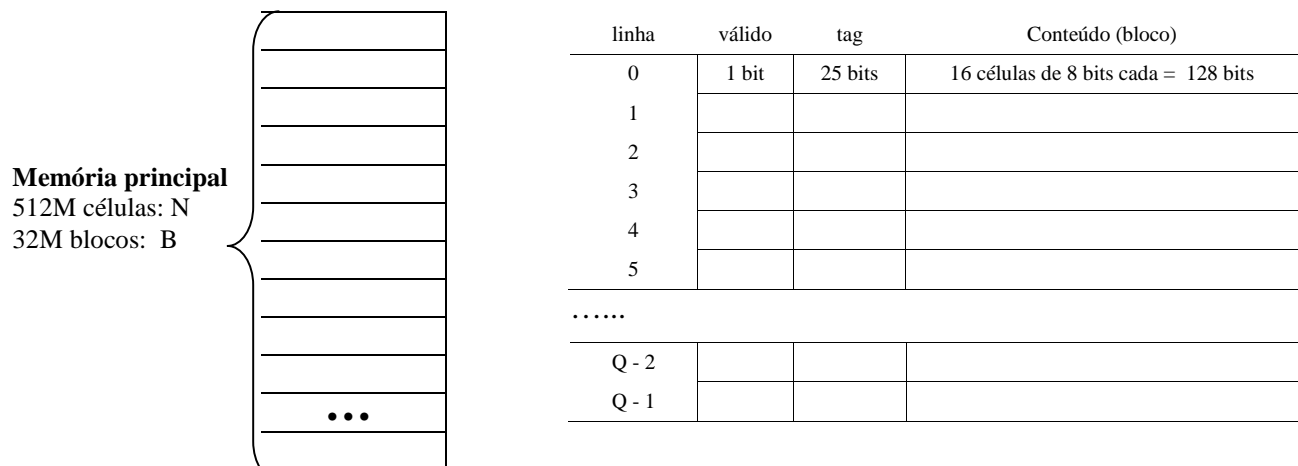 Memória principal
512M células: N
32M blocos: B
•••
linha válido tag Conteúdo (bloco)
0 1 bit 25 bits 16 células de 8 bits cada = 128 bits
1
2
3
4
5
…...
Q - 2
Q - 1